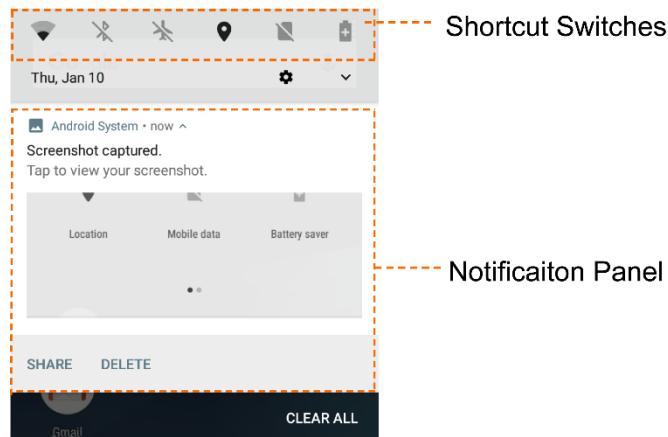 Shortcut Switches
Thu, Jan 10
Android System • now
Screenshot captured.
Tap to view your screenshot.
Location Mobile data Battery saver
Notificaiton Panel
SHARE DELETE
CLEAR ALL
Gmail